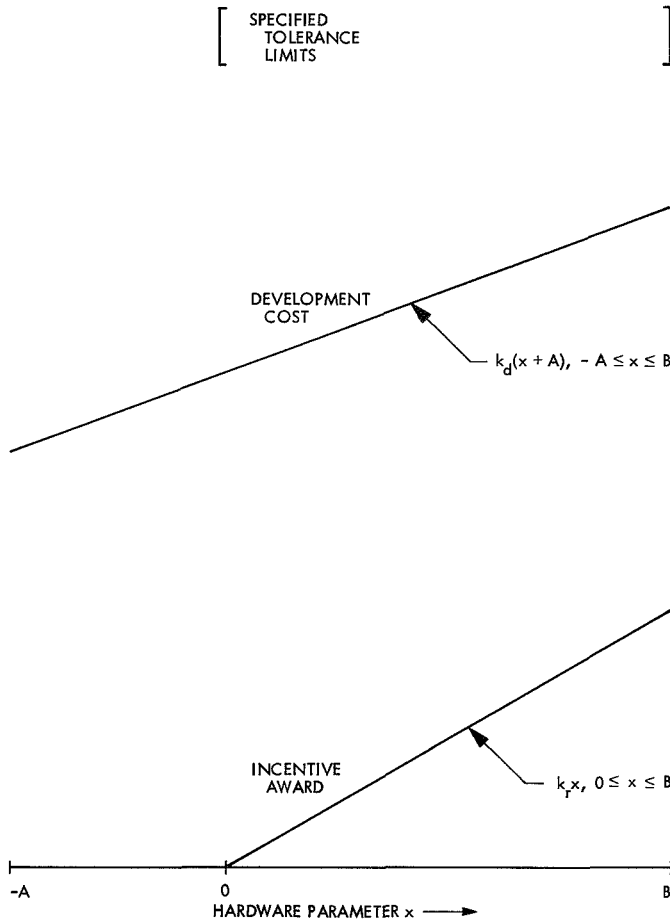 SPECIFIED
TOLERANCE
LIMITS
DEVELOPMENT
COST
k_d(x + A), - A ≤ x ≤ B
INCENTIVE
AWARD
k_r x, 0 ≤ x ≤ B
-A
0
B
HARDWARE PARAMETER x